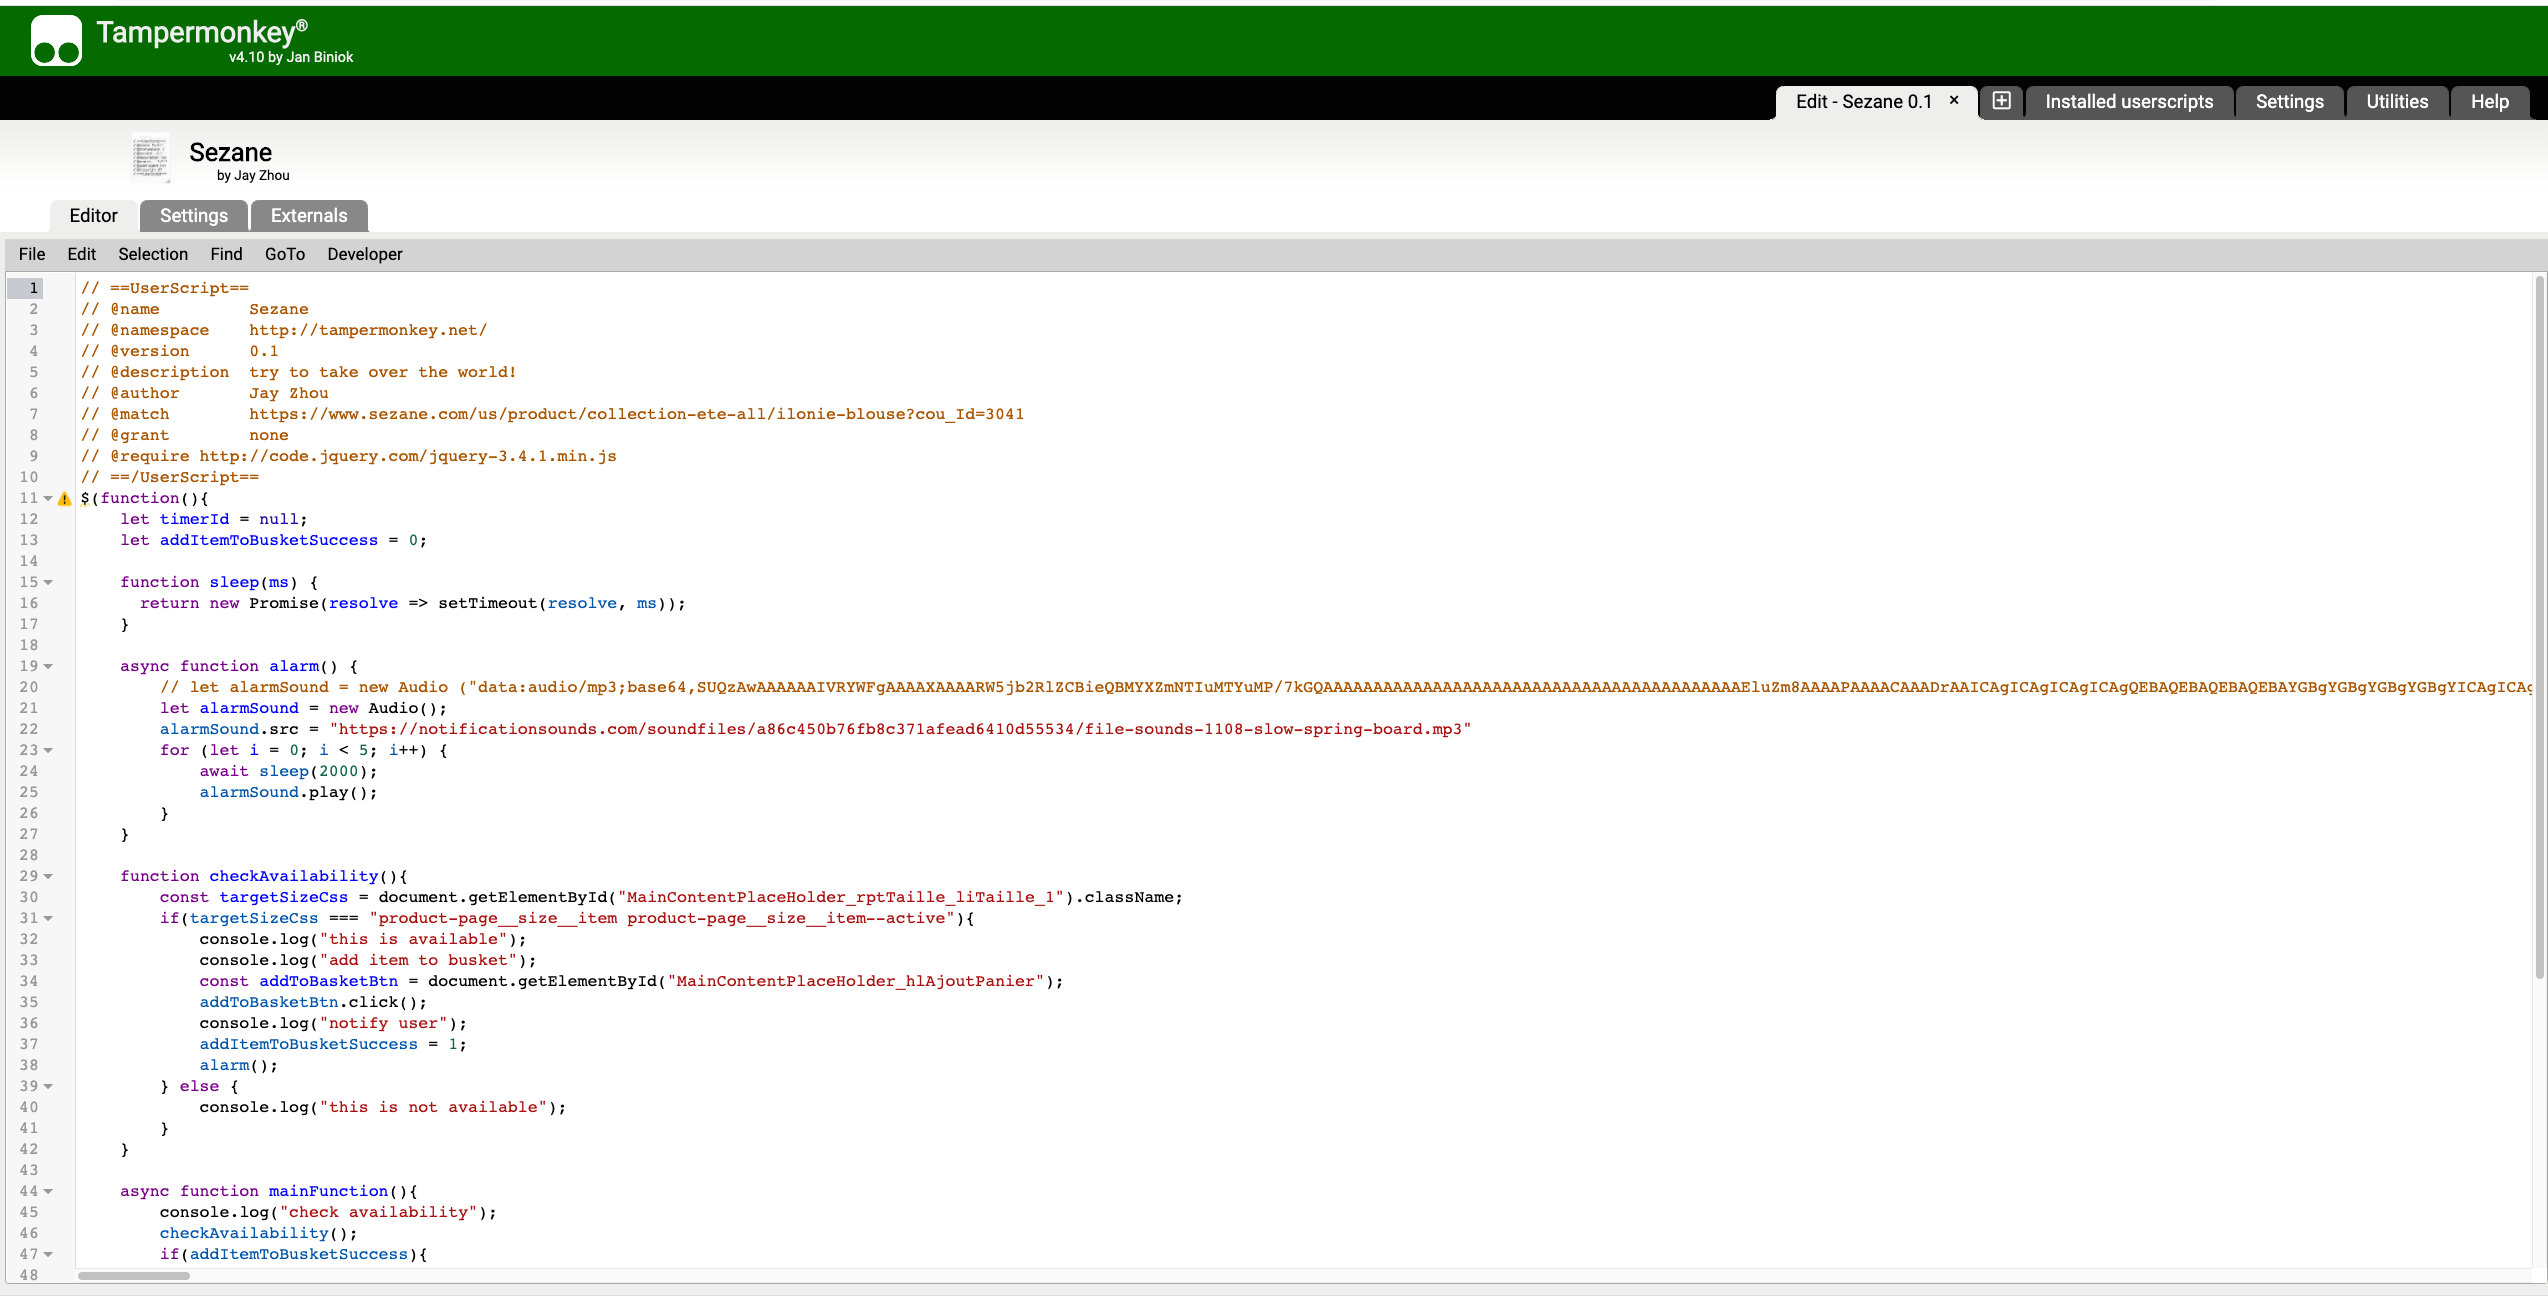 Tampermonkey®
v4.10 by Jan Biniok
Edit - Sezane 0.1 × Installed userscripts Settings Utilities Help
Sezane
by Jay Zhou
Editor Settings Externals
File Edit Selection Find GoTo Developer
1 // ==UserScript==
2 // @name Sezane
3 // @namespace http://tampermonkey.net/
4 // @version 0.1
5 // @description try to take over the world!
6 // @author Jay Zhou
7 // @match https://www.sezane.com/us/product/collection-ete-all/ilonie-blouse?cou_Id=3041
8 // @grant none
9 // @require http://code.jquery.com/jquery-3.4.1.min.js
10 // ==/UserScript==
11 $(function(){
12 let timerId = null;
13 let addItemToBusketSuccess = 0;
14
15 function sleep(ms) {
16 return new Promise(resolve => setTimeout(resolve, ms));
17 }
18
19 async function alarm() {
20 // let alarmSound = new Audio ("data:audio/mp3;base64,
21 let alarmSound = new Audio();
22 alarmSound.src = "https://notificationsounds.com/soundfiles/a86c450b76fb8c371afead6410d55534/file-sounds-1108-slow-spring-board.mp3"
23 for (let i = 0; i < 5; i++) {
24 await sleep(2000);
25 alarmSound.play();
26 }
27 }
28
29 function checkAvailability(){
30 const targetSizeCss = document.getElementById("MainContentPlaceHolder_rptTaille_liTaille_1").className;
31 if(targetSizeCss === "product-page__size__item product-page__size__item--active"){
32 console.log("this is available");
33 console.log("add item to busket");
34 const addToBasketBtn = document.getElementById("MainContentPlaceHolder_hlAjoutPanier");
35 addToBasketBtn.click();
36 console.log("notify user");
37 addItemToBusketSuccess = 1;
38 alarm();
39 } else {
40 console.log("this is not available");
41 }
42 }
43
44 async function mainFunction(){
45 console.log("check availability");
46 checkAvailability();
47 if(addItemToBusketSuccess){
48